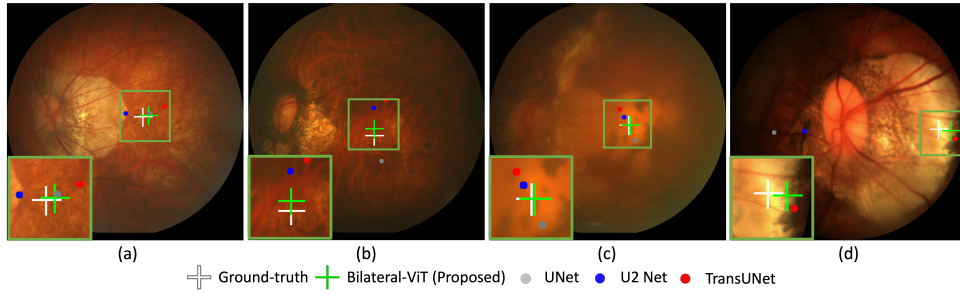 (a) (b) (c) (d)
Ground-truth Bilateral-ViT (Proposed) UNet U2 Net TransUNet